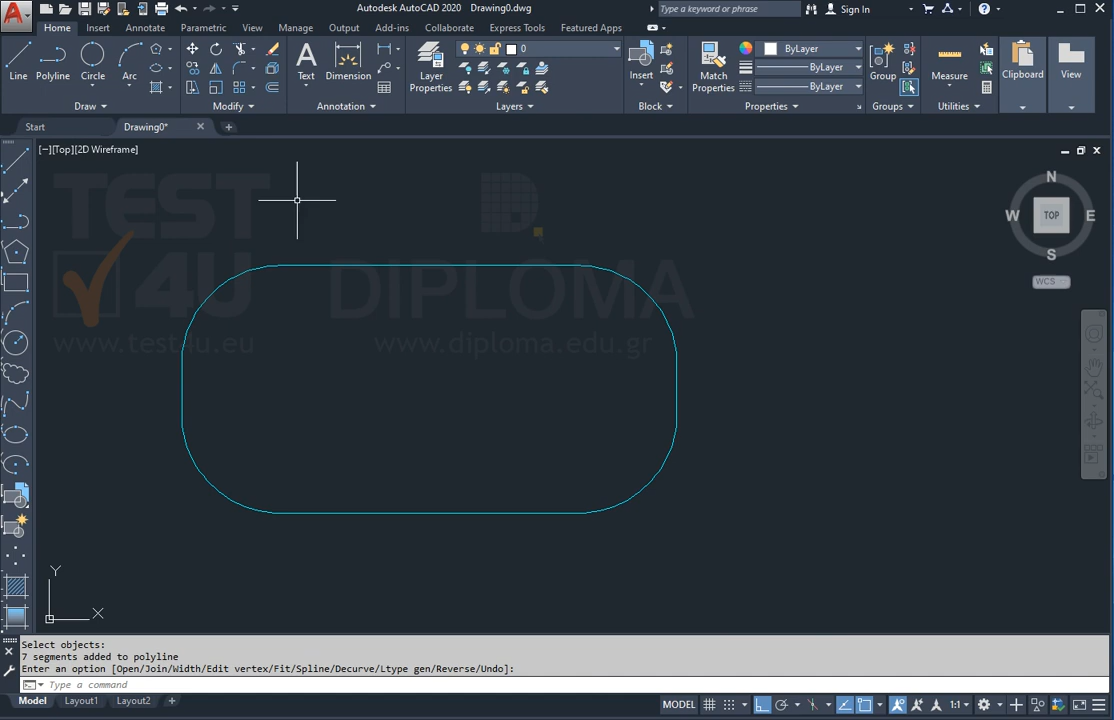 Autodesk AutoCAD 2020 Drawing0.dwg
Type a keyword or phrase
Sign In
Home Insert Annotate Parametric View Manage Output Add-ins Collaborate Express Tools Featured Apps
Line Polyline Circle Arc
Text Dimension
Layer Properties
0
Insert
Match Properties
ByLayer
ByLayer
ByLayer
Group
Measure
Clipboard
View
Draw Modify Annotation Layers Block Properties Groups Utilities
Start Drawing0*
[−][Top][2D Wireframe]
TEST
4U
www.test4u.eu
D
DIPLOMA
www.diploma.edu.gr
N
W TOP E
S
WCS
Y
X
Select objects:
7 segments added to polyline
Enter an option [Open/Join/Width/Edit vertex/Fit/Spline/Decurve/Ltype gen/Reverse/Undo]:
Type a command
Model Layout1 Layout2 +
MODEL 1:1